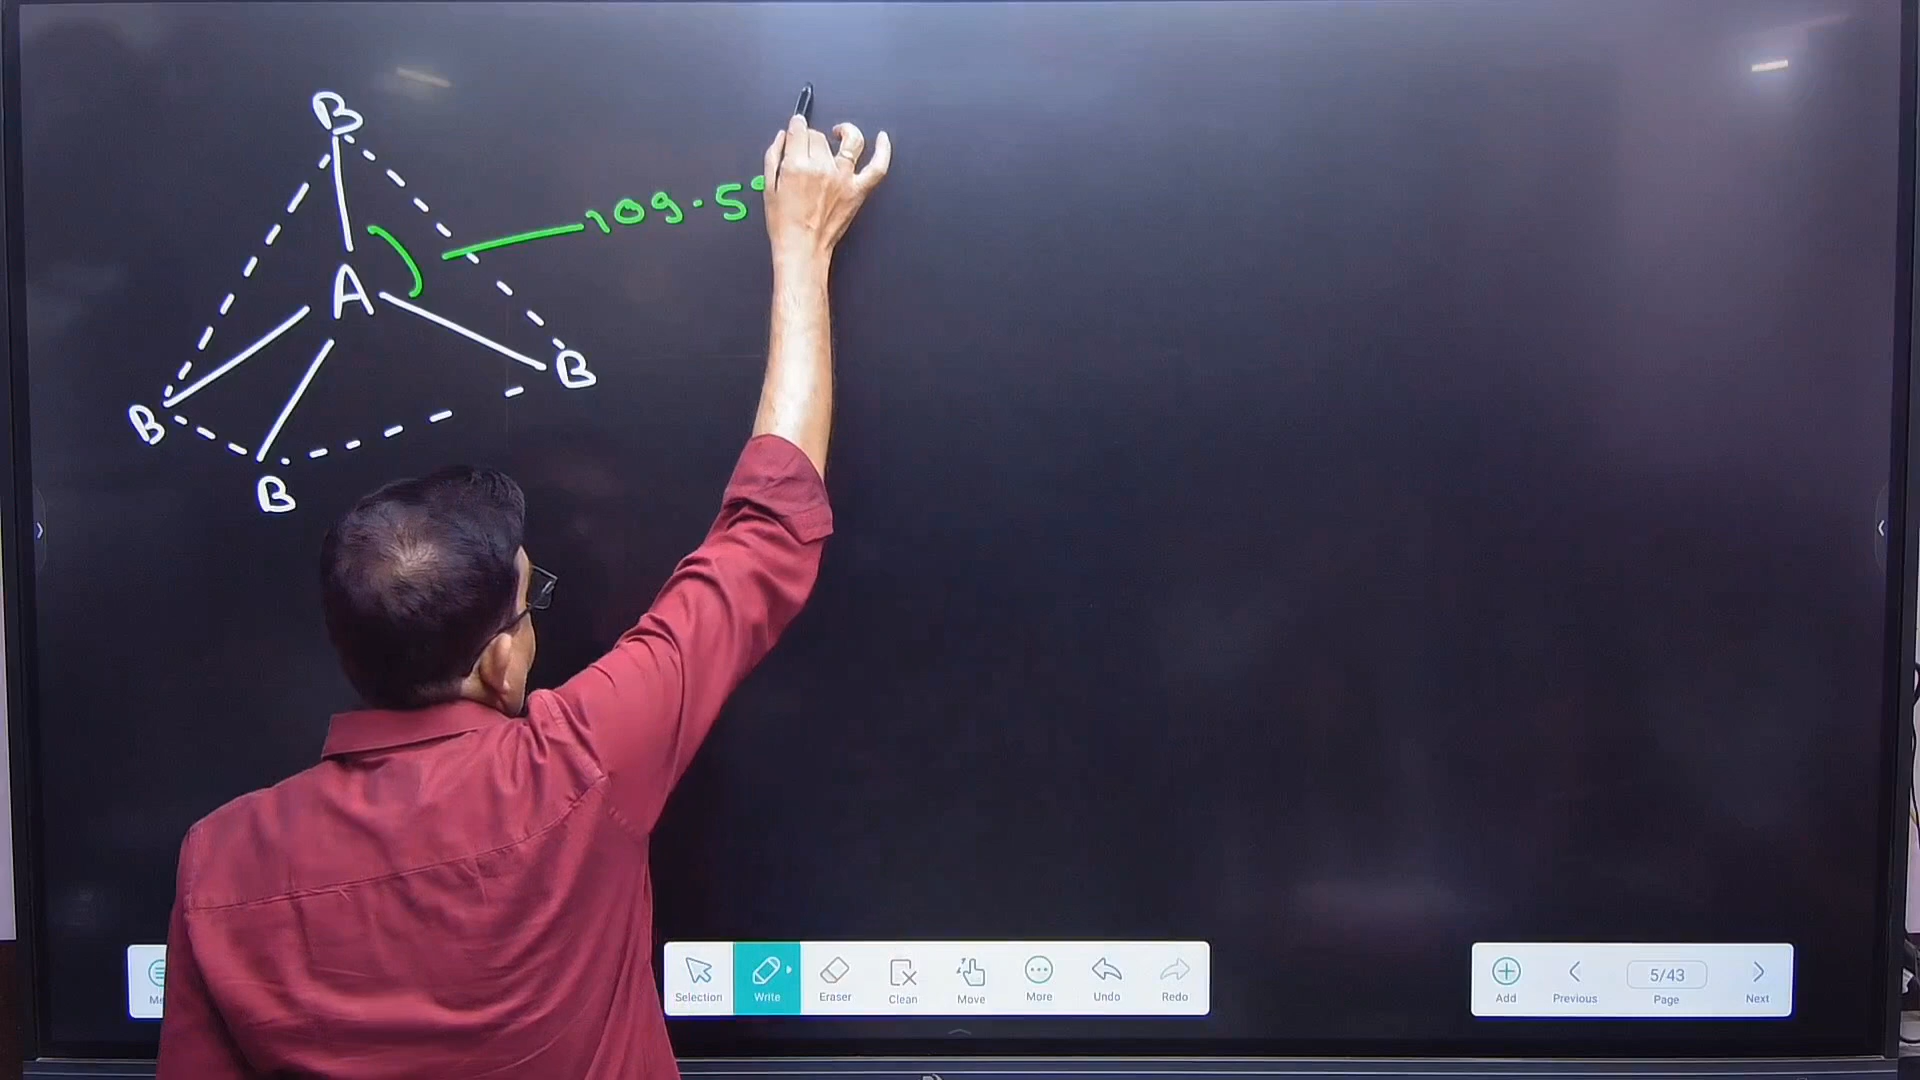 B
109.5°
A
B
B
B
Selection
Write
Eraser
Clean
Move
More
Undo
Redo
Add
Previous
5/43
Page
Next